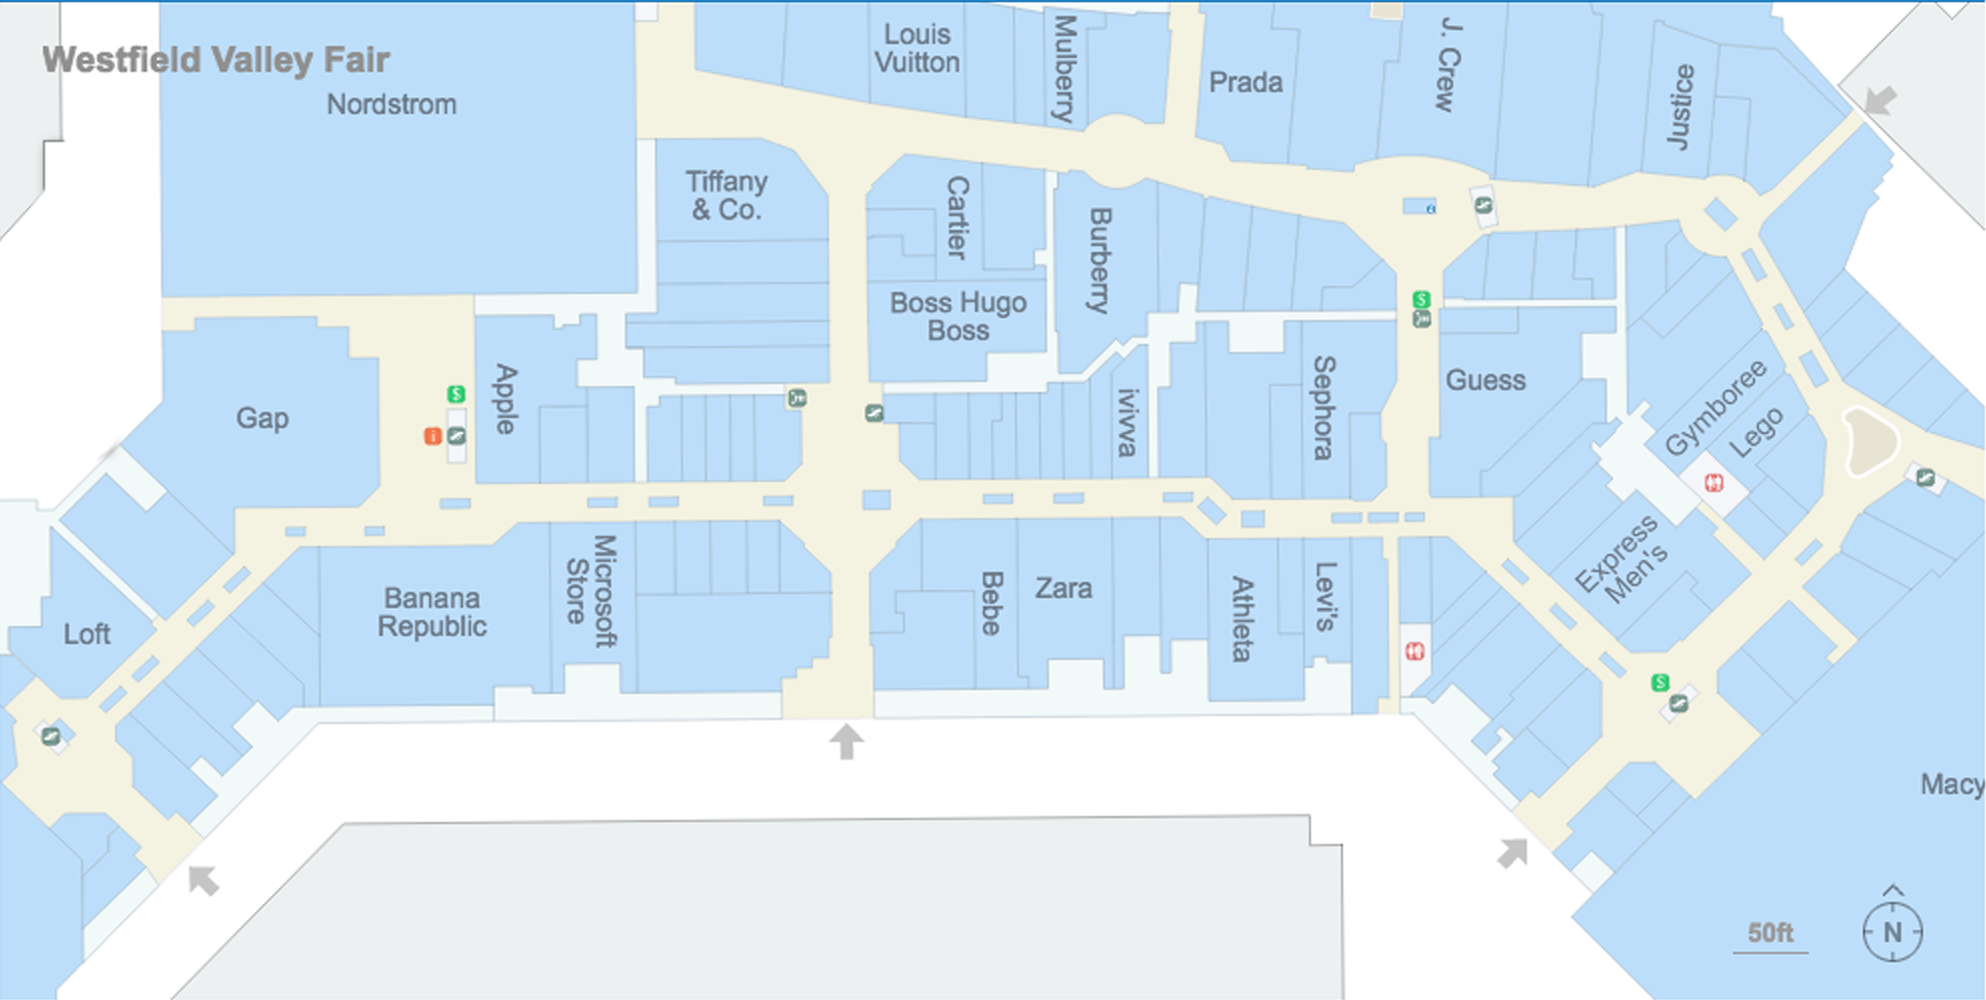 Westfield Valley Fair
Nordstrom
Louis
Vuitton
Mulberry
Prada
J. Crew
Justice
Tiffany
& Co.
Cartier
Burberry
Boss Hugo
Boss
Apple
Gap
ivivva
Sephora
Guess
Gymboree
Lego
Express
Men's
Loft
Banana
Republic
Microsoft
Store
Bebe
Zara
Athleta
Levi's
Macy
50ft
N
$
$
$
i